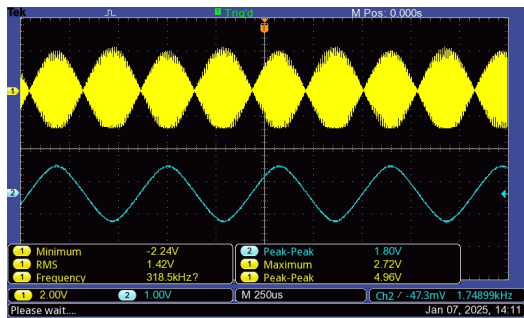 Tek T Trig'd M Pos: 0.000s
T
1
2
1 Minimum -2.24V
1 RMS 1.42V
1 Frequency 318.5kHz?
2 Peak-Peak 1.80V
1 Maximum 2.72V
1 Peak-Peak 4.96V
1 2.00V 2 1.00V M 250us Ch2 -47.3mV 1.74899kHz
Please wait.... Jan 07, 2025, 14:11